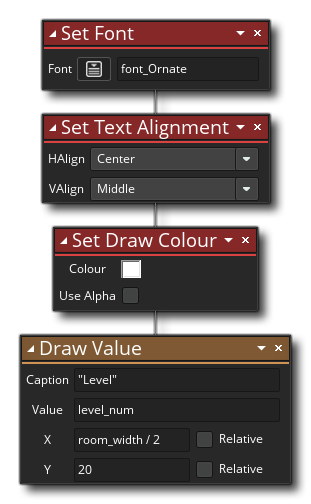 Set Font
Font font_Ornate
Set Text Alignment
HAlign Center
VAlign Middle
Set Draw Colour
Colour
Use Alpha
Draw Value
Caption "Level"
Value level_num
X room_width / 2 Relative
Y 20 Relative